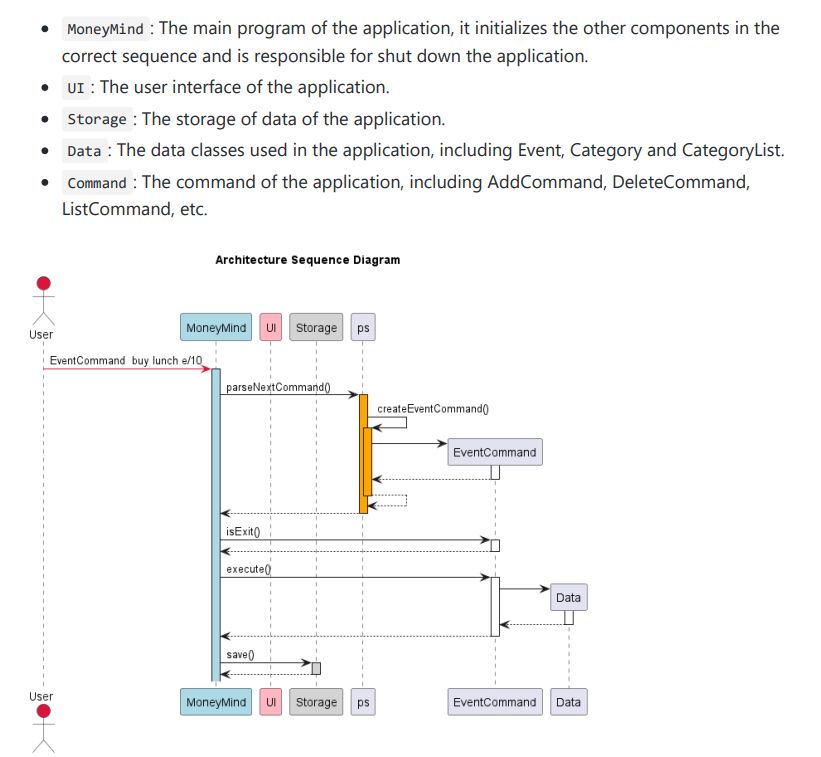 MoneyMind : The main program of the application, it initializes the other components in the
correct sequence and is responsible for shut down the application.
UI : The user interface of the application.
Storage : The storage of data of the application.
Data : The data classes used in the application, including Event, Category and CategoryList.
Command : The command of the application, including AddCommand, DeleteCommand,
ListCommand, etc.
Architecture Sequence Diagram
User
MoneyMind UI Storage ps
EventCommand buy lunch e/10
parseNextCommand()
createEventCommand()
EventCommand
isExit()
execute()
Data
save()
User
MoneyMind UI Storage ps EventCommand Data